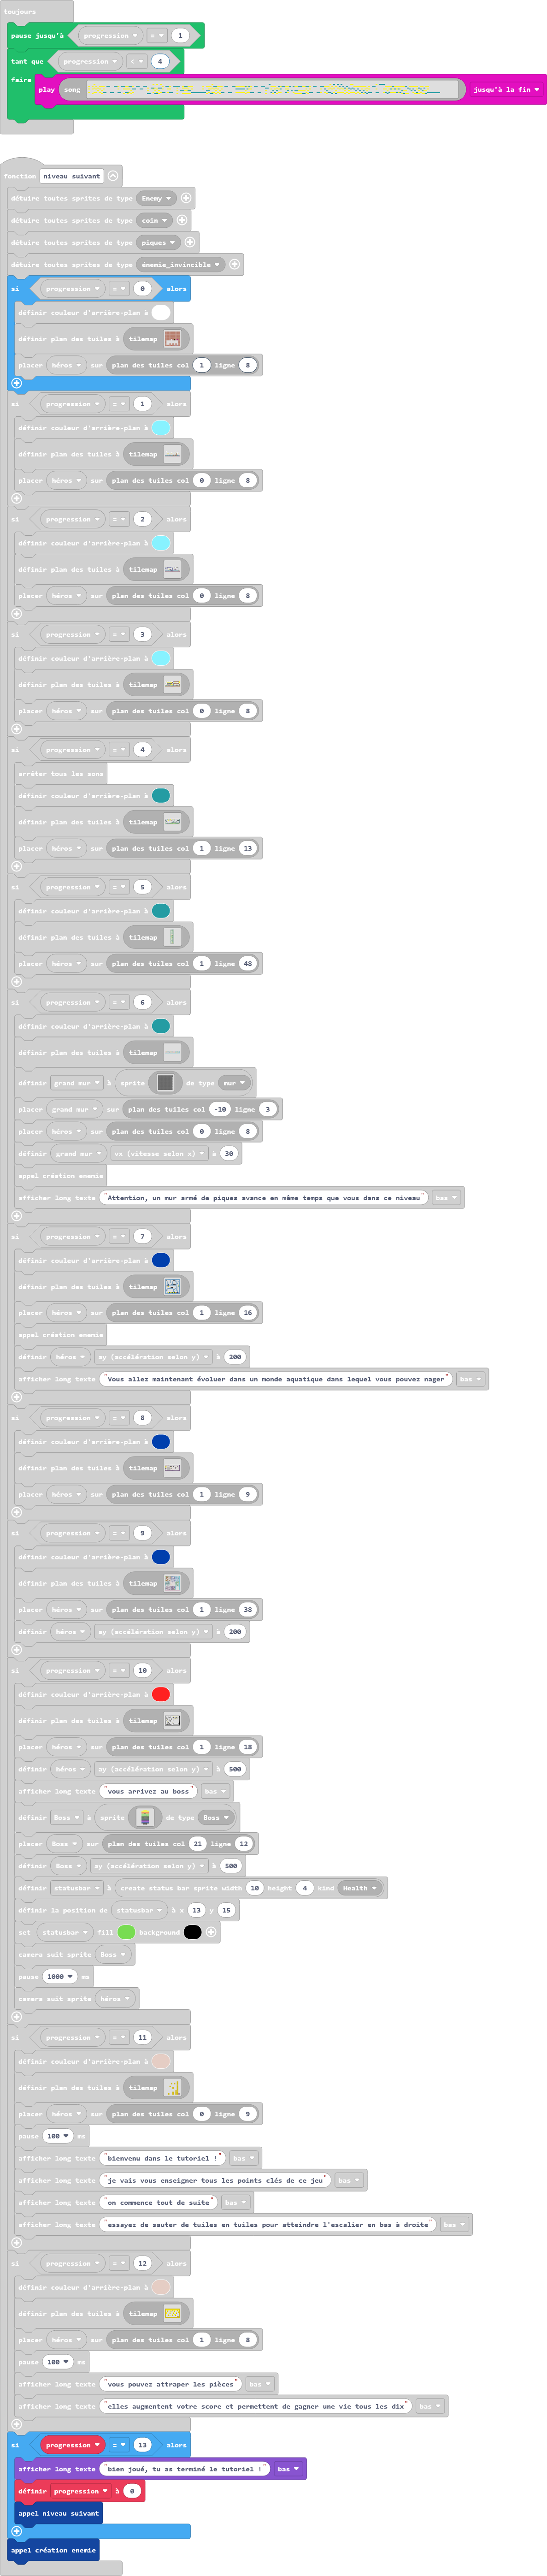 toujours
pause jusqu'à progression = 1
tant que progression < 4
faire
play song jusqu'à la fin
fonction niveau suivant
détuire toutes sprites de type Enemy
détuire toutes sprites de type coin
détuire toutes sprites de type piques
détuire toutes sprites de type énemie_invincible
si progression = 0 alors
définir couleur d'arrière-plan à
définir plan des tuiles à tilemap
placer héros sur plan des tuiles col 1 ligne 8
si progression = 1 alors
définir couleur d'arrière-plan à
définir plan des tuiles à tilemap
placer héros sur plan des tuiles col 0 ligne 8
si progression = 2 alors
définir couleur d'arrière-plan à
définir plan des tuiles à tilemap
placer héros sur plan des tuiles col 0 ligne 8
si progression = 3 alors
définir couleur d'arrière-plan à
définir plan des tuiles à tilemap
placer héros sur plan des tuiles col 0 ligne 8
si progression = 4 alors
arrêter tous les sons
définir couleur d'arrière-plan à
définir plan des tuiles à tilemap
placer héros sur plan des tuiles col 1 ligne 13
si progression = 5 alors
définir couleur d'arrière-plan à
définir plan des tuiles à tilemap
placer héros sur plan des tuiles col 1 ligne 48
si progression = 6 alors
définir couleur d'arrière-plan à
définir plan des tuiles à tilemap
définir grand mur à sprite de type mur
placer grand mur sur plan des tuiles col -10 ligne 3
placer héros sur plan des tuiles col 0 ligne 8
définir grand mur vx (vitesse selon x) à 30
appel création enemie
afficher long texte "Attention, un mur armé de piques avance en même temps que vous dans ce niveau" bas
si progression = 7 alors
définir couleur d'arrière-plan à
définir plan des tuiles à tilemap
placer héros sur plan des tuiles col 1 ligne 16
appel création enemie
définir héros ay (accélération selon y) à 200
afficher long texte "Vous allez maintenant évoluer dans un monde aquatique dans lequel vous pouvez nager" bas
si progression = 8 alors
définir couleur d'arrière-plan à
définir plan des tuiles à tilemap
placer héros sur plan des tuiles col 1 ligne 9
si progression = 9 alors
définir couleur d'arrière-plan à
définir plan des tuiles à tilemap
placer héros sur plan des tuiles col 1 ligne 38
définir héros ay (accélération selon y) à 200
si progression = 10 alors
définir couleur d'arrière-plan à
définir plan des tuiles à tilemap
placer héros sur plan des tuiles col 1 ligne 18
définir héros ay (accélération selon y) à 500
afficher long texte "vous arrivez au boss" bas
définir Boss à sprite de type Boss
placer Boss sur plan des tuiles col 21 ligne 12
définir Boss ay (accélération selon y) à 500
définir statusbar à create status bar sprite width 10 height 4 kind Health
définir la position de statusbar à x 13 y 15
set statusbar fill background
camera suit sprite Boss
pause 1000 ms
camera suit sprite héros
si progression = 11 alors
définir couleur d'arrière-plan à
définir plan des tuiles à tilemap
placer héros sur plan des tuiles col 0 ligne 9
pause 100 ms
afficher long texte "bienvenu dans le tutoriel !" bas
afficher long texte "je vais vous enseigner tous les points clés de ce jeu" bas
afficher long texte "on commence tout de suite" bas
afficher long texte "essayez de sauter de tuiles en tuiles pour atteindre l'escalier en bas à droite" bas
si progression = 12 alors
définir couleur d'arrière-plan à
définir plan des tuiles à tilemap
placer héros sur plan des tuiles col 1 ligne 8
pause 100 ms
afficher long texte "vous pouvez attraper les pièces" bas
afficher long texte "elles augmentent votre score et permettent de gagner une vie tous les dix" bas
si progression = 13 alors
afficher long texte "bien joué, tu as terminé le tutoriel !" bas
définir progression à 0
appel niveau suivant
appel création enemie